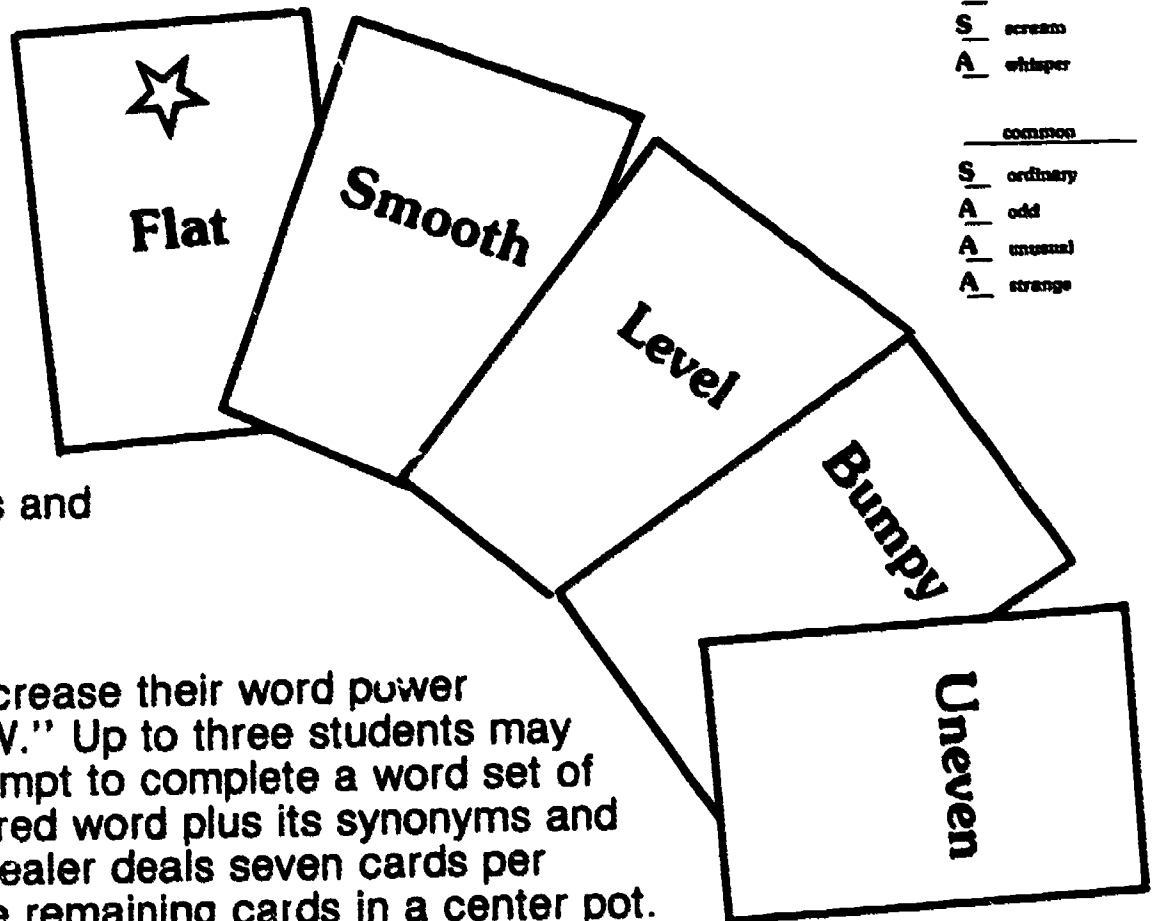 S scream
A whisper
common
S ordinary
A odd
A unusual
A strange
Flat
Smooth
Level
Bumpy
Uneven
s and
crease their word power
W." Up to three students may
mpt to complete a word set of
red word plus its synonyms and
ealer deals seven cards per
e remaining cards in a center pot.